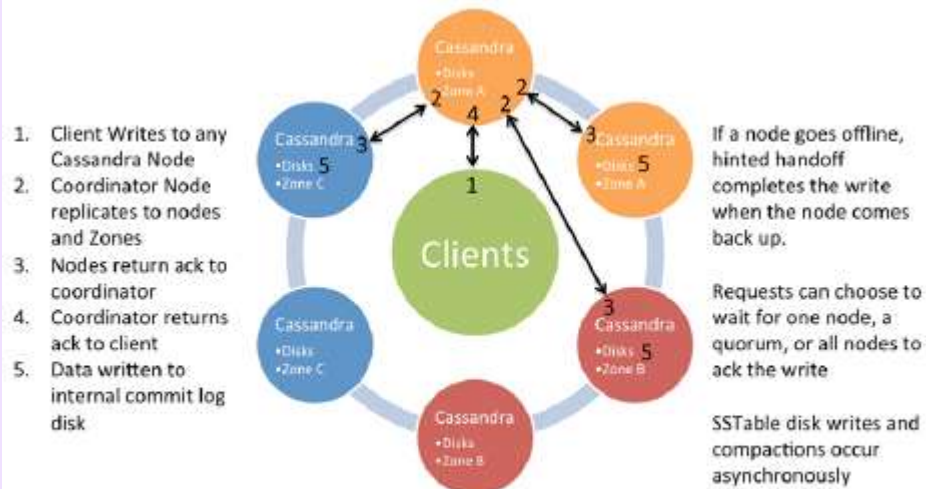 1. Client Writes to any
Cassandra Node
2. Coordinator Node
replicates to nodes
and Zones
3. Nodes return ack to
coordinator
4. Coordinator returns
ack to client
5. Data written to
internal commit log
disk
Cassandra
•Disks
•Zone A
2
4
2
2
Cassandra 3
•Disks 5
•Zone C
3
Cassandra
•Disks 5
•Zone A
1
Clients
Cassandra
•Disks
•Zone C
3
Cassandra
•Disks 5
•Zone B
Cassandra
•Disks
•Zone B
If a node goes offline,
hinted handoff
completes the write
when the node comes
back up.
Requests can choose to
wait for one node, a
quorum, or all nodes to
ack the write
SSTable disk writes and
compactions occur
asynchronously